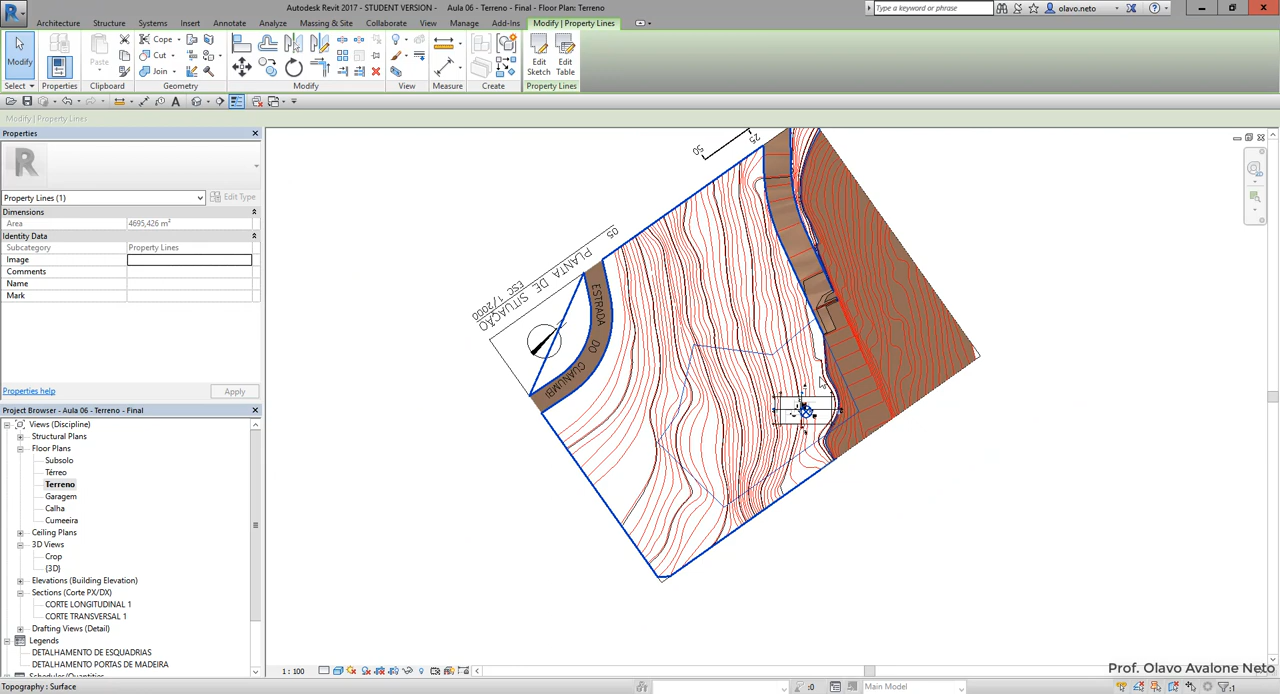 Autodesk Revit 2017 - STUDENT VERSION - Aula 06 - Terreno - Final - Floor Plan: Terreno
Type a keyword or phrase
olavo.neto
Architecture Structure Systems Insert Annotate Analyze Massing & Site Collaborate View Manage Add-Ins Modify | Property Lines
Modify
Paste
Cope
Cut
Join
Edit Sketch
Edit Table
Select Properties Clipboard Geometry Modify View Measure Create Property Lines
Modify | Property Lines
Properties
Property Lines (1)
Edit Type
Dimensions
Area 4695,426 m²
Identity Data
Subcategory Property Lines
Image
Comments
Name
Mark
Properties help
Apply
Project Browser - Aula 06 - Terreno - Final
Views (Discipline)
Structural Plans
Floor Plans
Subsolo
Térreo
Terreno
Garagem
Calha
Cumeeira
Ceiling Plans
3D Views
Crop
{3D}
Elevations (Building Elevation)
Sections (Corte PX/DX)
CORTE LONGITUDINAL 1
CORTE TRANSVERSAL 1
Drafting Views (Detail)
Legends
DETALHAMENTO DE ESQUADRIAS
DETALHAMENTO PORTAS DE MADEIRA
Schedules/Quantities
50
25
05
PLANTA DE SITUAÇÃO
ESC 1/2000
ESTRADA DO GUANUMBI
1 : 100
Prof. Olavo Avalone Neto
Topography : Surface
:0
Main Model
:1